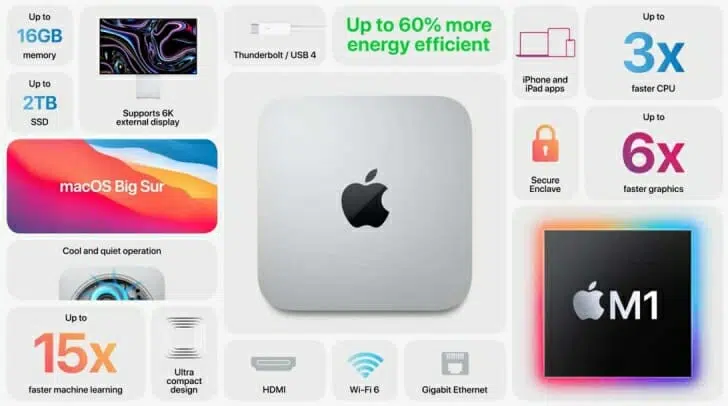 Up to
16GB
memory
Up to
2TB
SSD
Supports 6K
external display
Thunderbolt / USB 4
Up to 60% more
energy efficient
iPhone and
iPad apps
Up to
3x
faster CPU
macOS Big Sur
Secure
Enclave
Up to
6x
faster graphics
Cool and quiet operation
Up to
15x
faster machine learning
Ultra
compact
design
HDMI
Wi-Fi 6
Gigabit Ethernet
M1